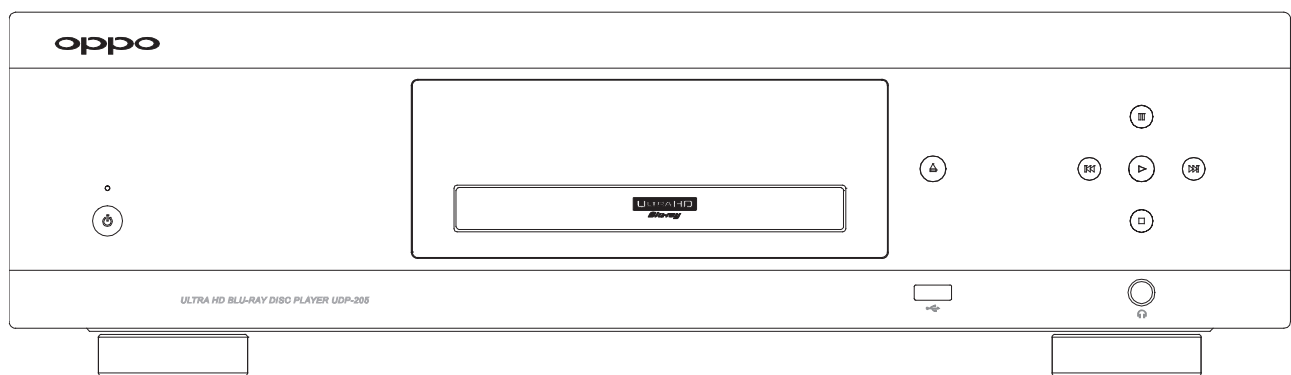 oppo
ULTRA HD
Blu-ray
ULTRA HD BLU-RAY DISC PLAYER UDP-205